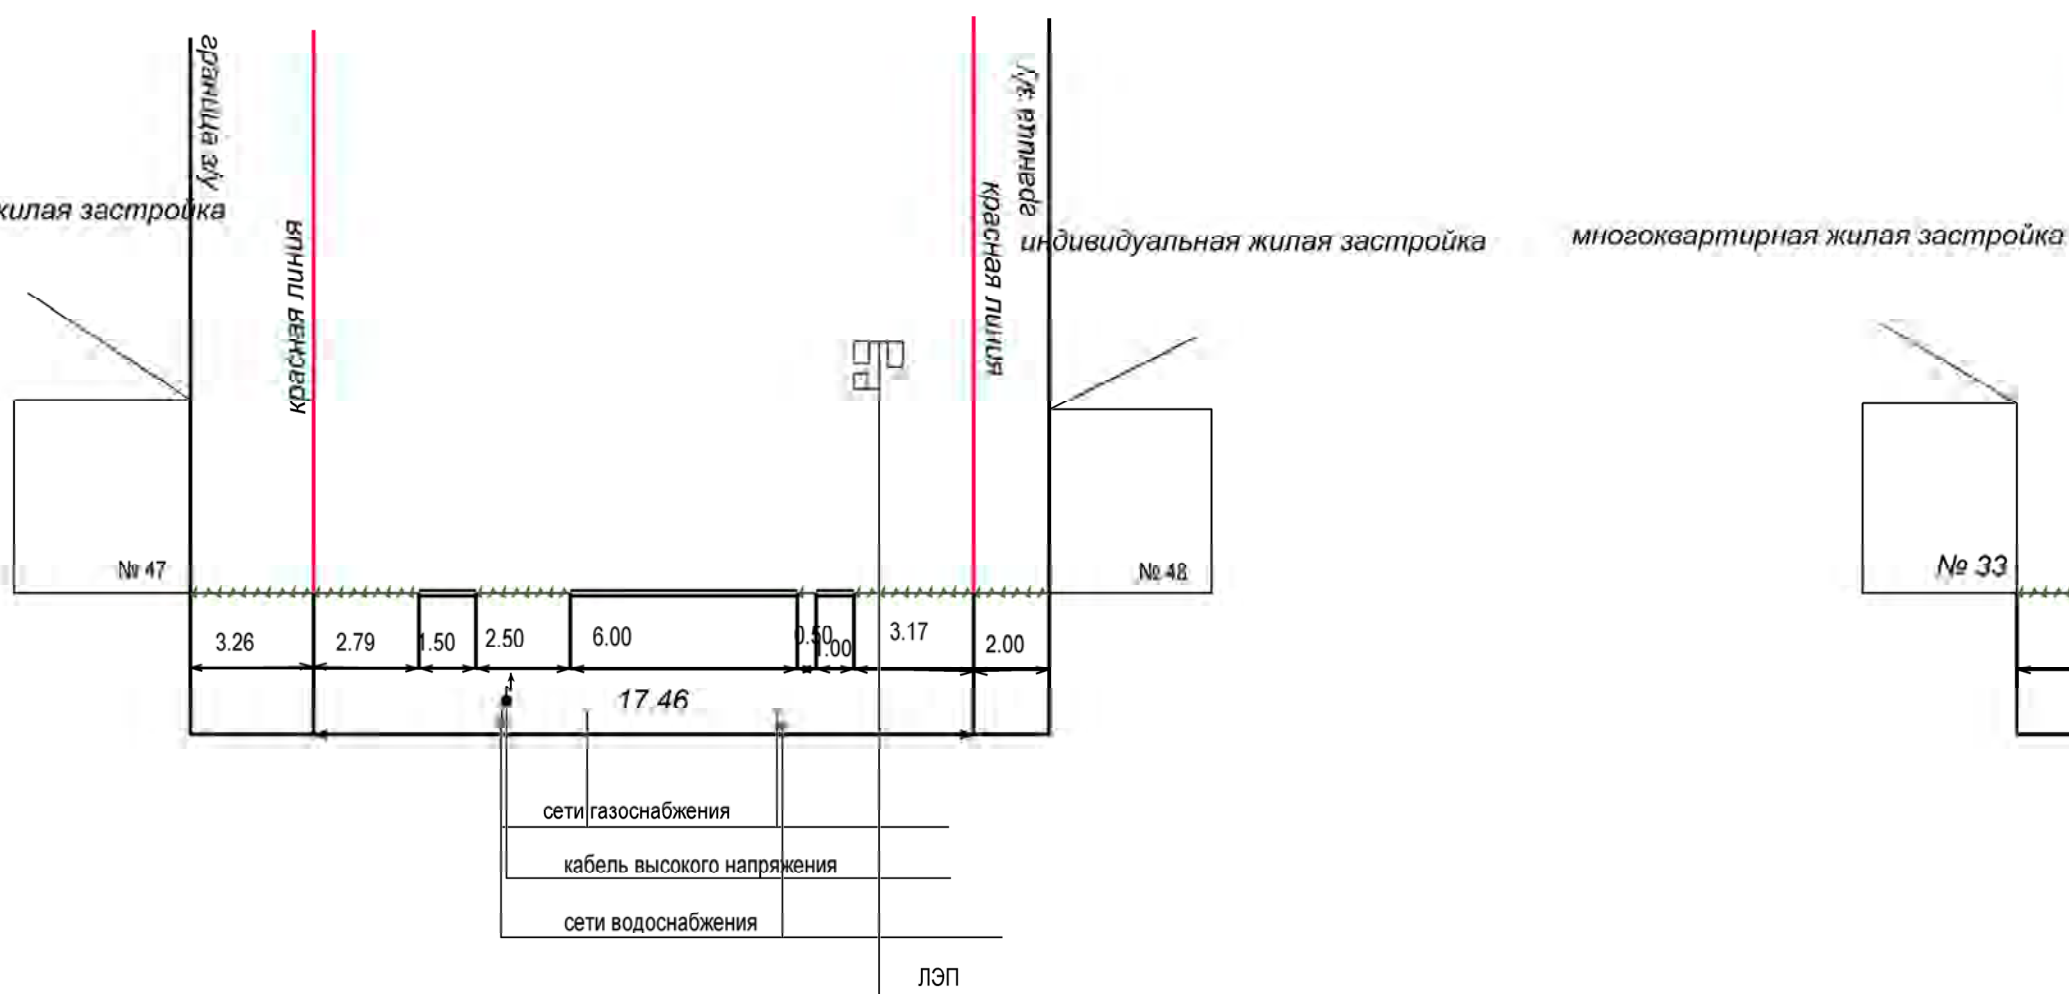 граница з/у
красная линия
жилая застройка
красная линия
граница з/у
индивидуальная жилая застройка
многоквартирная жилая застройка
№ 47
№ 48
№ 33
3.26
2.79
1.50
2.50
6.00
0.50
1.00
3.17
2.00
17.46
сети газоснабжения
кабель высокого напряжения
сети водоснабжения
ЛЭП